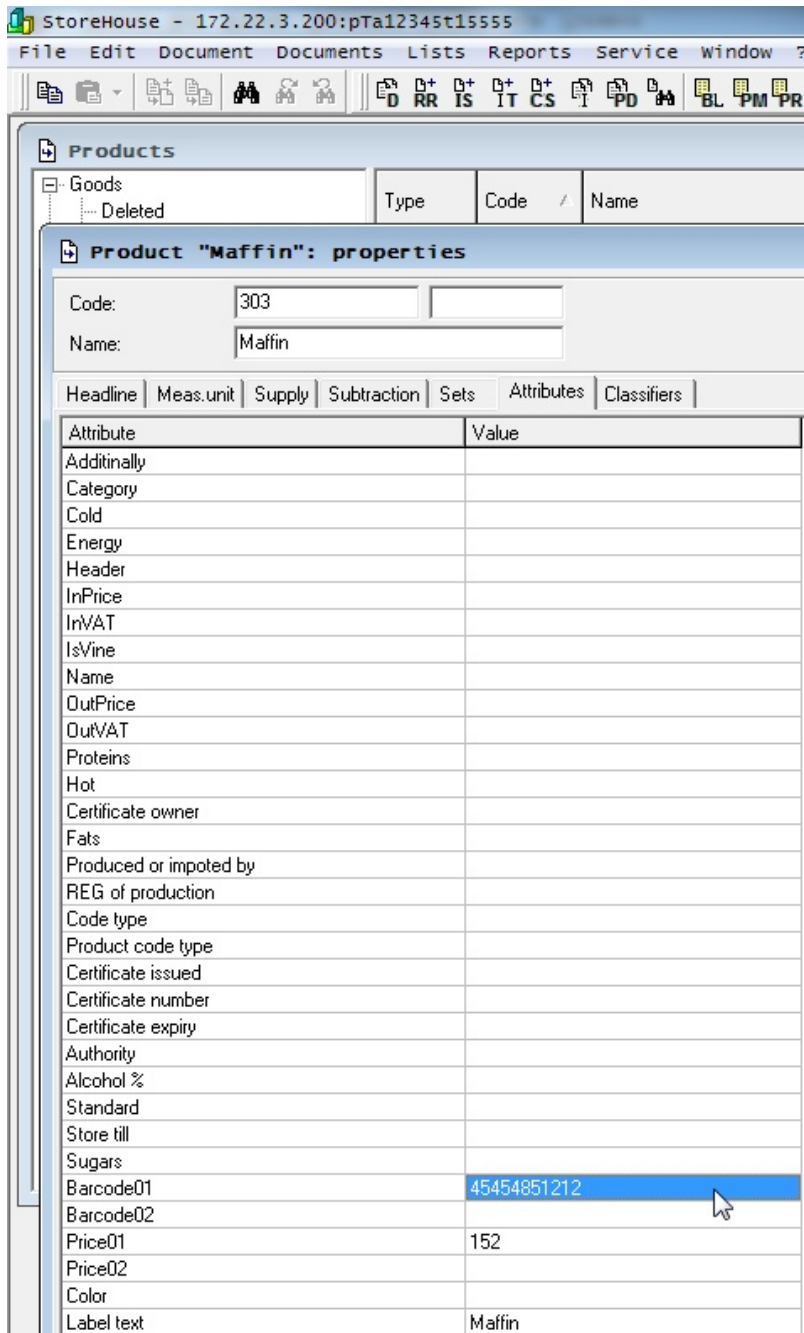 StoreHouse - 172.22.3.200:pTa12345t15555
File Edit Document Documents Lists Reports Service Window ?
D RR IS IT CS I PD BL PM PR
Products
Goods
Deleted
Type Code Name
Product "Maffin": properties
Code: 303
Name: Maffin
Headline Meas.unit Supply Subtraction Sets Attributes Classifiers
Attribute Value
Additinally
Category
Cold
Energy
Header
InPrice
InVAT
IsVine
Name
OutPrice
OutVAT
Proteins
Hot
Certificate owner
Fats
Produced or impoted by
REG of production
Code type
Product code type
Certificate issued
Certificate number
Certificate expiry
Authority
Alcohol %
Standard
Store till
Sugars
Barcode01 45454851212
Barcode02
Price01 152
Price02
Color
Label text Maffin